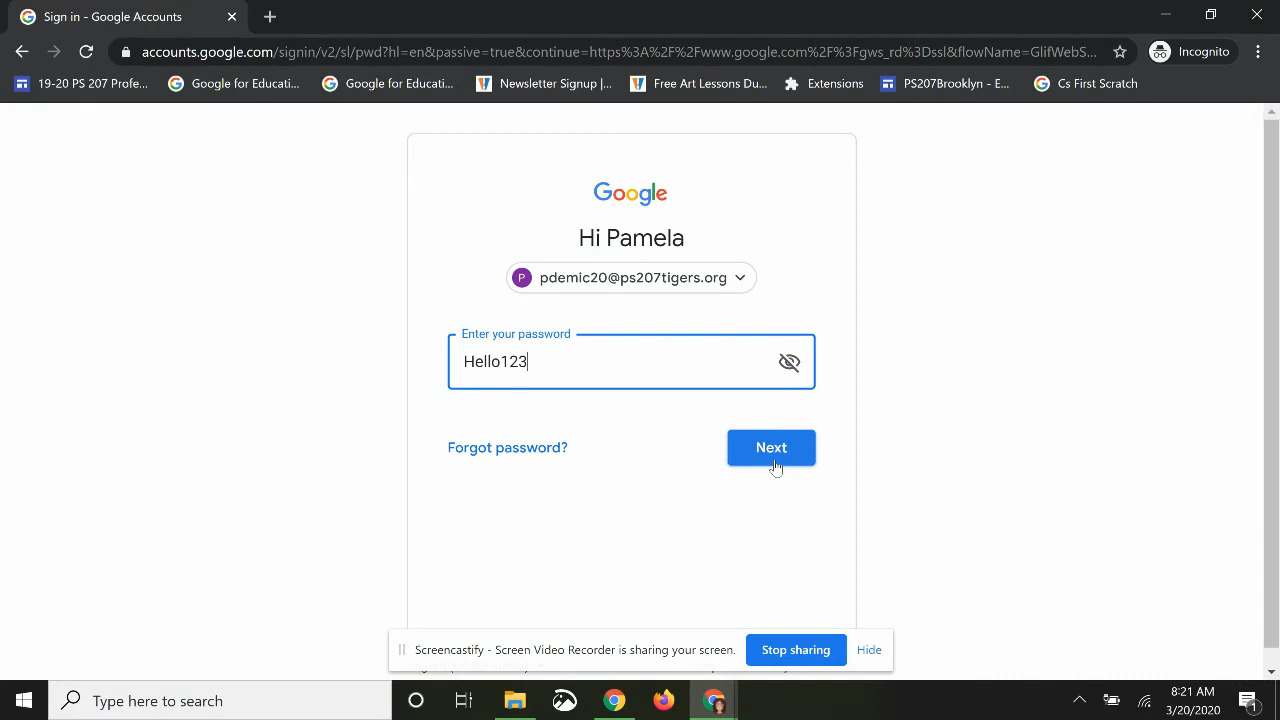 Sign in - Google Accounts
accounts.google.com/signin/v2/sl/pwd?hl=en&passive=true&continue=https%3A%2F%2Fwww.google.com%2F%3Fgws_rd%3Dssl&flowName=GlifWebS...
Incognito
19-20 PS 207 Profe...
Google for Educati...
Google for Educati...
Newsletter Signup |...
Free Art Lessons Du...
Extensions
PS207Brooklyn - E...
Cs First Scratch
Google
Hi Pamela
P
pdemic20@ps207tigers.org
Enter your password
Hello123
Forgot password?
Next
Screencastify - Screen Video Recorder is sharing your screen.
Stop sharing
Hide
Type here to search
8:21 AM
3/20/2020
1